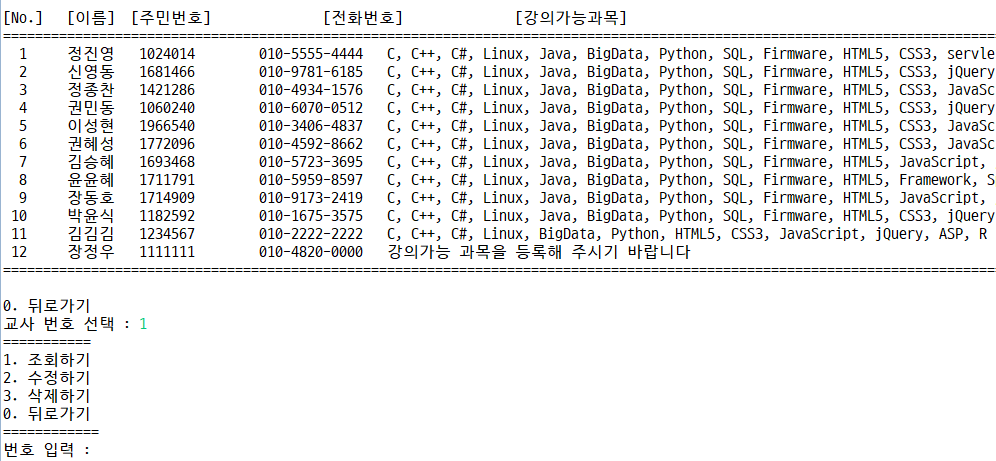 [No.] [이름] [주민번호] [전화번호] [강의가능과목]
================================================================
1 정진영 1024014 010-5555-4444 C, C++, C#, Linux, Java, BigData, Python, SQL, Firmware, HTML5, CSS3, servle
2 신영동 1681466 010-9781-6185 C, C++, C#, Linux, Java, BigData, Python, SQL, Firmware, HTML5, CSS3, jQuery
3 정종찬 1421286 010-4934-1576 C, C++, C#, Linux, Java, BigData, Python, SQL, Firmware, HTML5, CSS3, JavaSc
4 권민동 1060240 010-6070-0512 C, C++, C#, Linux, Java, BigData, Python, SQL, Firmware, HTML5, CSS3, jQuery
5 이성현 1966540 010-3406-4837 C, C++, C#, Linux, Java, BigData, Python, SQL, Firmware, HTML5, CSS3, JavaSc
6 권혜성 1772096 010-4592-8662 C, C++, C#, Linux, Java, BigData, Python, SQL, Firmware, HTML5, CSS3, JavaSc
7 김승혜 1693468 010-5723-3695 C, C++, C#, Linux, Java, BigData, Python, SQL, Firmware, HTML5, JavaScript,
8 윤윤혜 1711791 010-5959-8597 C, C++, C#, Linux, Java, BigData, Python, SQL, Firmware, HTML5, Framework, S
9 장동호 1714909 010-9173-2419 C, C++, C#, Linux, Java, BigData, Python, SQL, Firmware, HTML5, JavaScript,
10 박윤식 1182592 010-1675-3575 C, C++, C#, Linux, Java, BigData, Python, SQL, Firmware, HTML5, CSS3, jQuery
11 김김김 1234567 010-2222-2222 C, C++, C#, Linux, BigData, Python, HTML5, CSS3, JavaScript, jQuery, ASP, R
12 장정우 1111111 010-4820-0000 강의가능 과목을 등록해 주시기 바랍니다
================================================================
0. 뒤로가기
교사 번호 선택 : 1
===========
1. 조회하기
2. 수정하기
3. 삭제하기
0. 뒤로가기
============
번호 입력 :